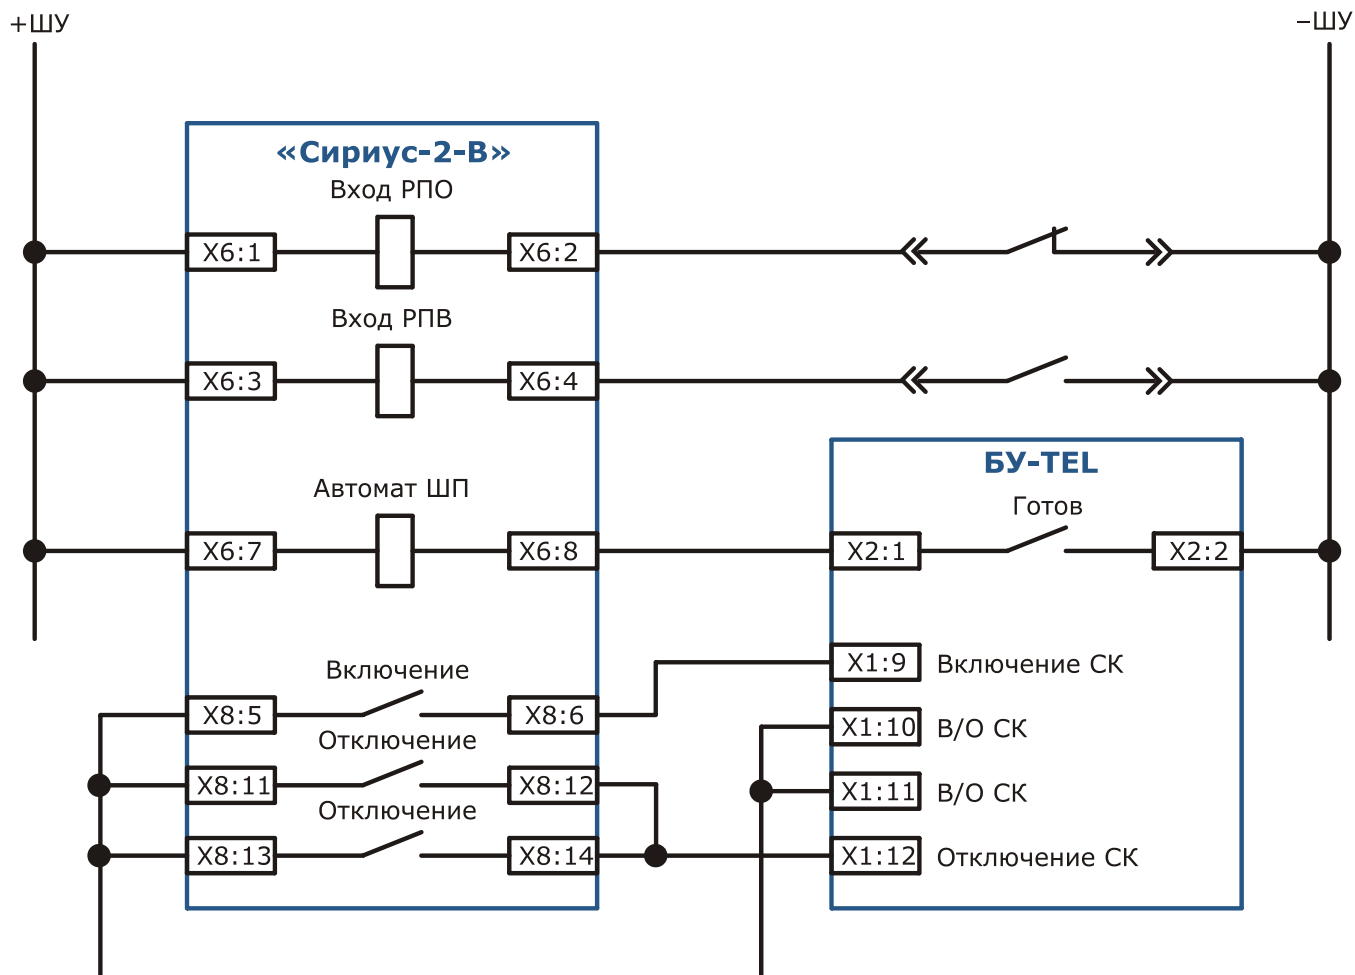 +ШУ
–ШУ
«Сириус-2-В»
Вход РПО
X6:1
X6:2
Вход РПВ
X6:3
X6:4
БУ-TEL
Автомат ШП
Готов
X6:7
X6:8
X2:1
X2:2
Включение
X1:9
Включение СК
X8:5
X8:6
X1:10
В/О СК
Отключение
X8:11
X8:12
X1:11
В/О СК
Отключение
X8:13
X8:14
X1:12
Отключение СК